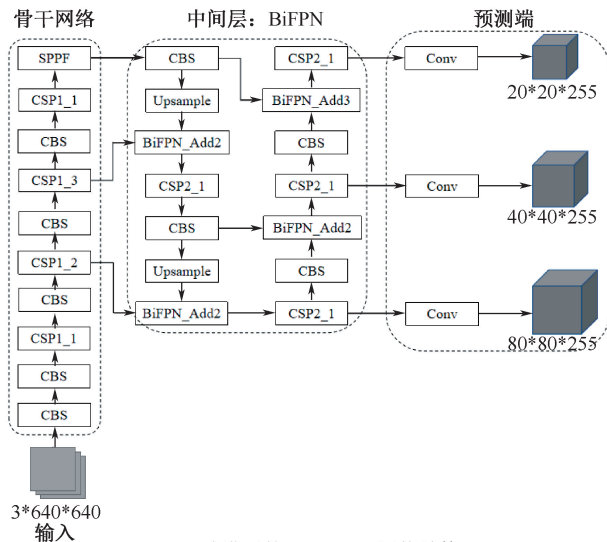 骨干网络
中间层：BiFPN
预测端
SPPF
CSP1_1
CBS
CSP1_3
CBS
CSP1_2
CBS
CSP1_1
CBS
CBS
3*640*640
输入
CBS
Upsample
BiFPN_Add2
CSP2_1
CBS
Upsample
BiFPN_Add2
CSP2_1
BiFPN_Add3
CBS
CSP2_1
BiFPN_Add2
CBS
CSP2_1
Conv
20*20*255
Conv
40*40*255
Conv
80*80*255